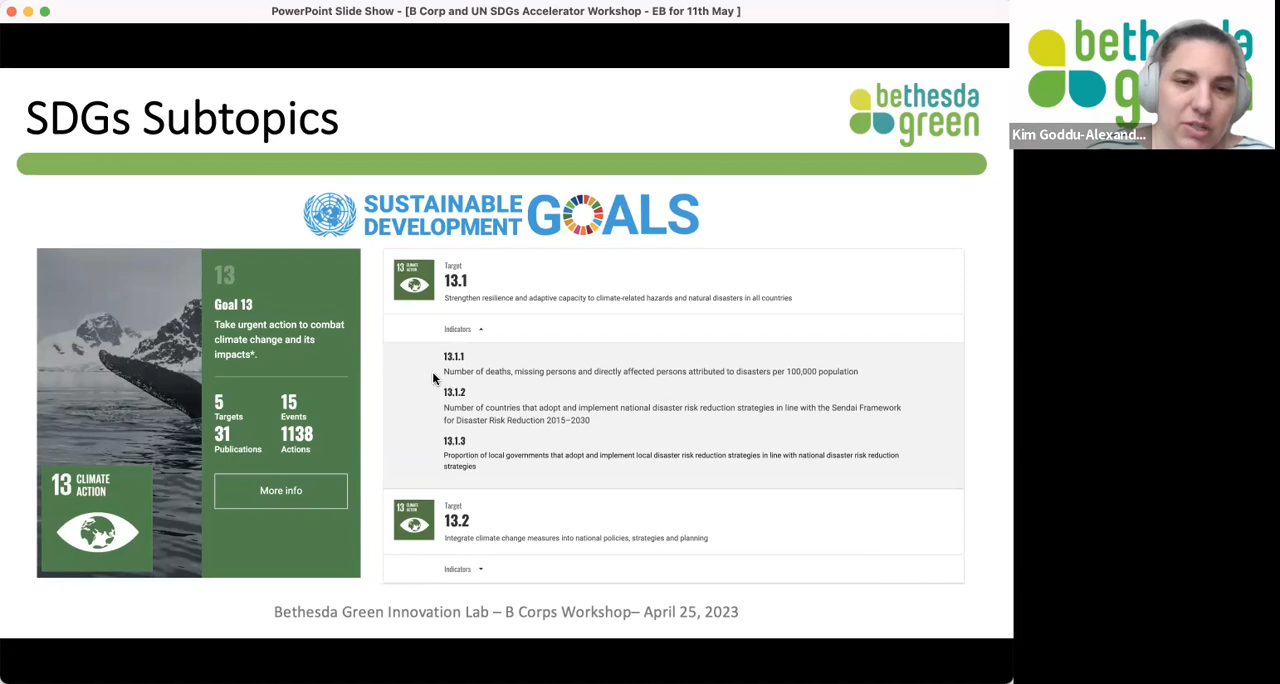 PowerPoint Slide Show - [B Corp and UN SDGs Accelerator Workshop - EB for 11th May ]
SDGs Subtopics
bethesda
green
SUSTAINABLE
DEVELOPMENT
GOALS
13
Goal 13
Take urgent action to combat
climate change and its
impacts*.
5
Targets
15
Events
31
Publications
1138
Actions
More info
13 CLIMATE
ACTION
13 CLIMATE
ACTION
Target
13.1
Strengthen resilience and adaptive capacity to climate-related hazards and natural disasters in all countries
Indicators
13.1.1
Number of deaths, missing persons and directly affected persons attributed to disasters per 100,000 population
13.1.2
Number of countries that adopt and implement national disaster risk reduction strategies in line with the Sendai Framework
for Disaster Risk Reduction 2015–2030
13.1.3
Proportion of local governments that adopt and implement local disaster risk reduction strategies in line with national disaster risk reduction
strategies
13 CLIMATE
ACTION
Target
13.2
Integrate climate change measures into national policies, strategies and planning
Indicators
Bethesda Green Innovation Lab – B Corps Workshop– April 25, 2023
Kim Goddu-Alexand...